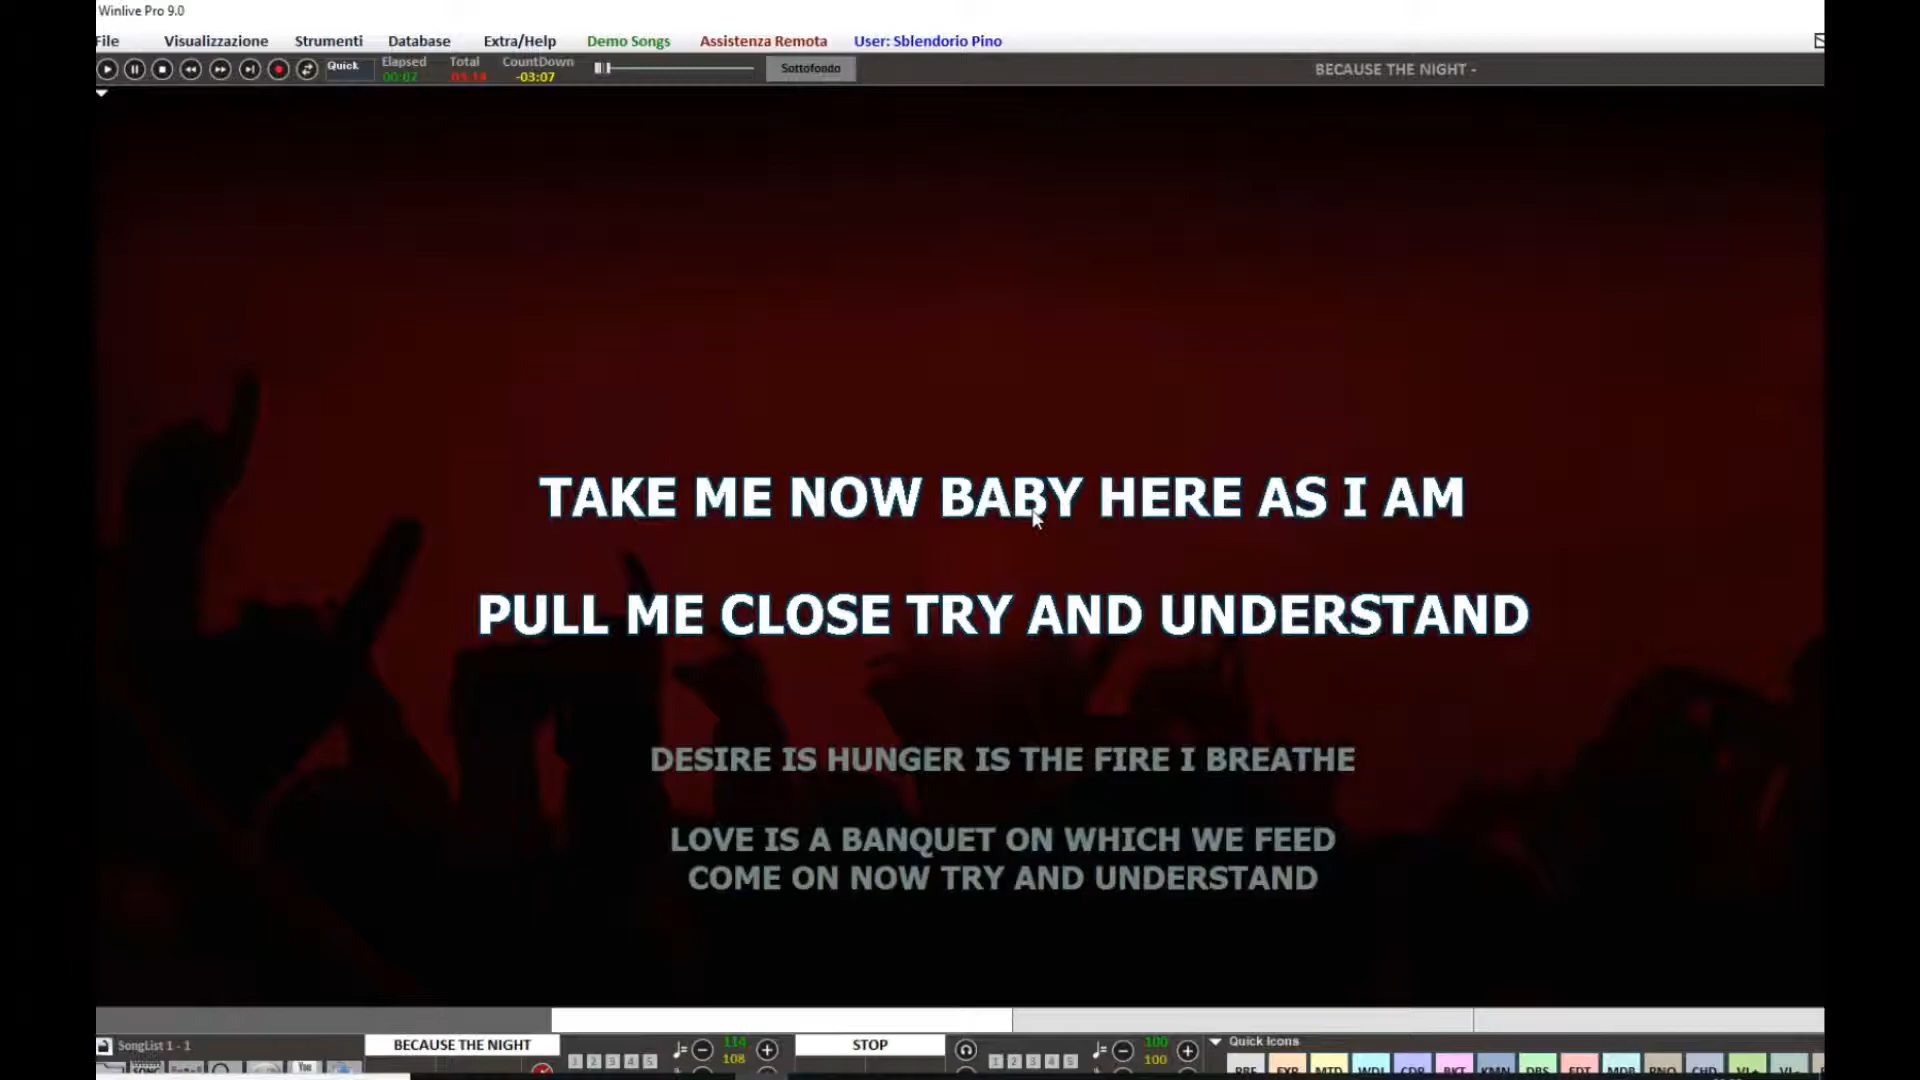 Winlive Pro 9.0
File Visualizzazione Strumenti Database Extra/Help Demo Songs Assistenza Remota User: Sblendorio Pino
Quick Elapsed Total CountDown Sottofondo BECAUSE THE NIGHT -
00:07 03:14 -03:07
TAKE ME NOW BABY HERE AS I AM
PULL ME CLOSE TRY AND UNDERSTAND
DESIRE IS HUNGER IS THE FIRE I BREATHE
LOVE IS A BANQUET ON WHICH WE FEED
COME ON NOW TRY AND UNDERSTAND
SongList 1 - 1 BECAUSE THE NIGHT 114 STOP 100 Quick Icons
1 2 3 4 5 108 1 2 3 4 5 100
You